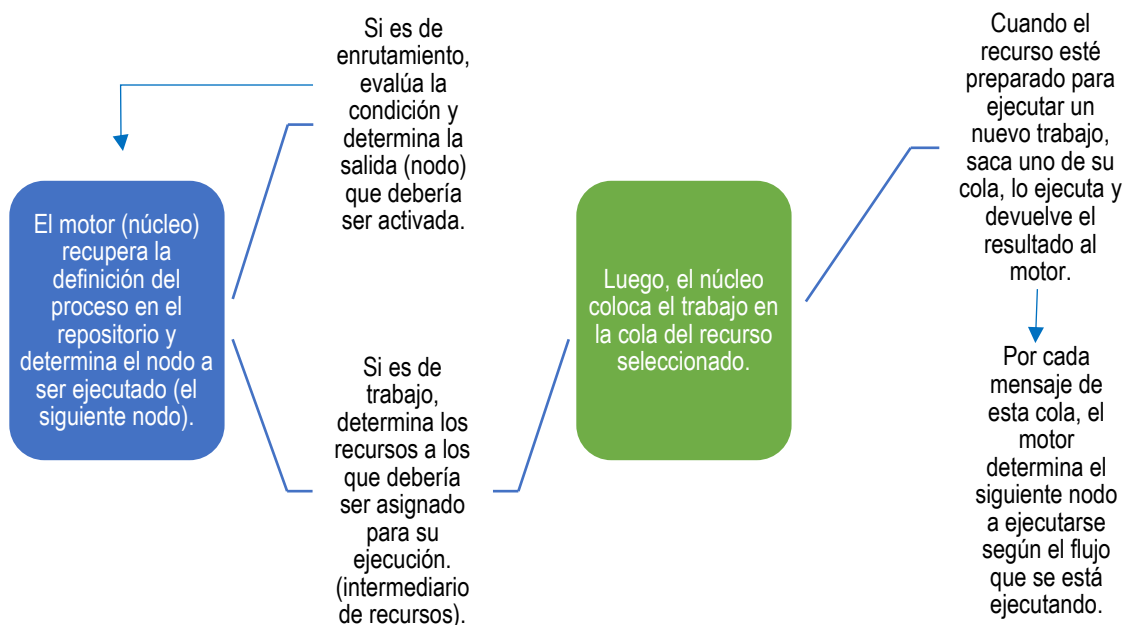 El motor (núcleo)
recupera la
definición del
proceso en el
repositorio y
determina el nodo a
ser ejecutado (el
siguiente nodo).
Si es de
enrutamiento,
evalúa la
condición y
determina la
salida (nodo)
que debería
ser activada.
Si es de
trabajo,
determina los
recursos a los
que debería
ser asignado
para su
ejecución.
(intermediario
de recursos).
Luego, el núcleo
coloca el trabajo en
la cola del recurso
seleccionado.
Cuando el
recurso esté
preparado para
ejecutar un
nuevo trabajo,
saca uno de su
cola, lo ejecuta y
devuelve el
resultado al
motor.
Por cada
mensaje de
esta cola, el
motor
determina el
siguiente nodo
a ejecutarse
según el flujo
que se está
ejecutando.